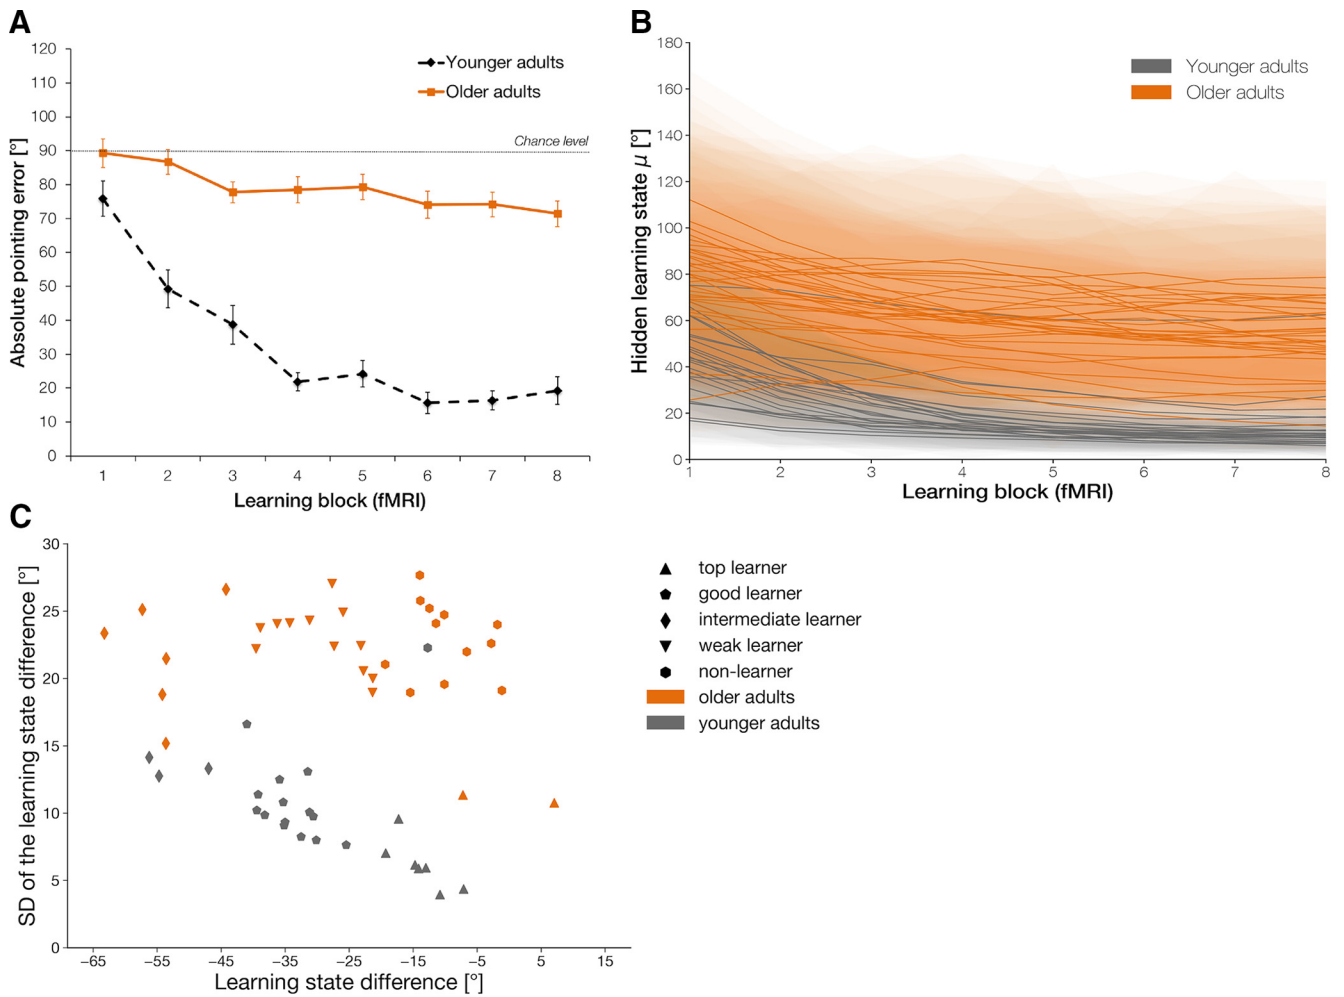 A
Absolute pointing error [°]
120
110
100
90
80
70
60
50
40
30
20
10
0
Younger adults
Older adults
Chance level
1 2 3 4 5 6 7 8
Learning block (fMRI)
B
Hidden learning state μ [°]
180
160
140
120
100
80
60
40
20
0
Younger adults
Older adults
1 2 3 4 5 6 7 8
Learning block (fMRI)
C
SD of the learning state difference [°]
30
25
20
15
10
5
0
−65 −55 −45 −35 −25 −15 −5 5 15
Learning state difference [°]
top learner
good learner
intermediate learner
weak learner
non-learner
older adults
younger adults